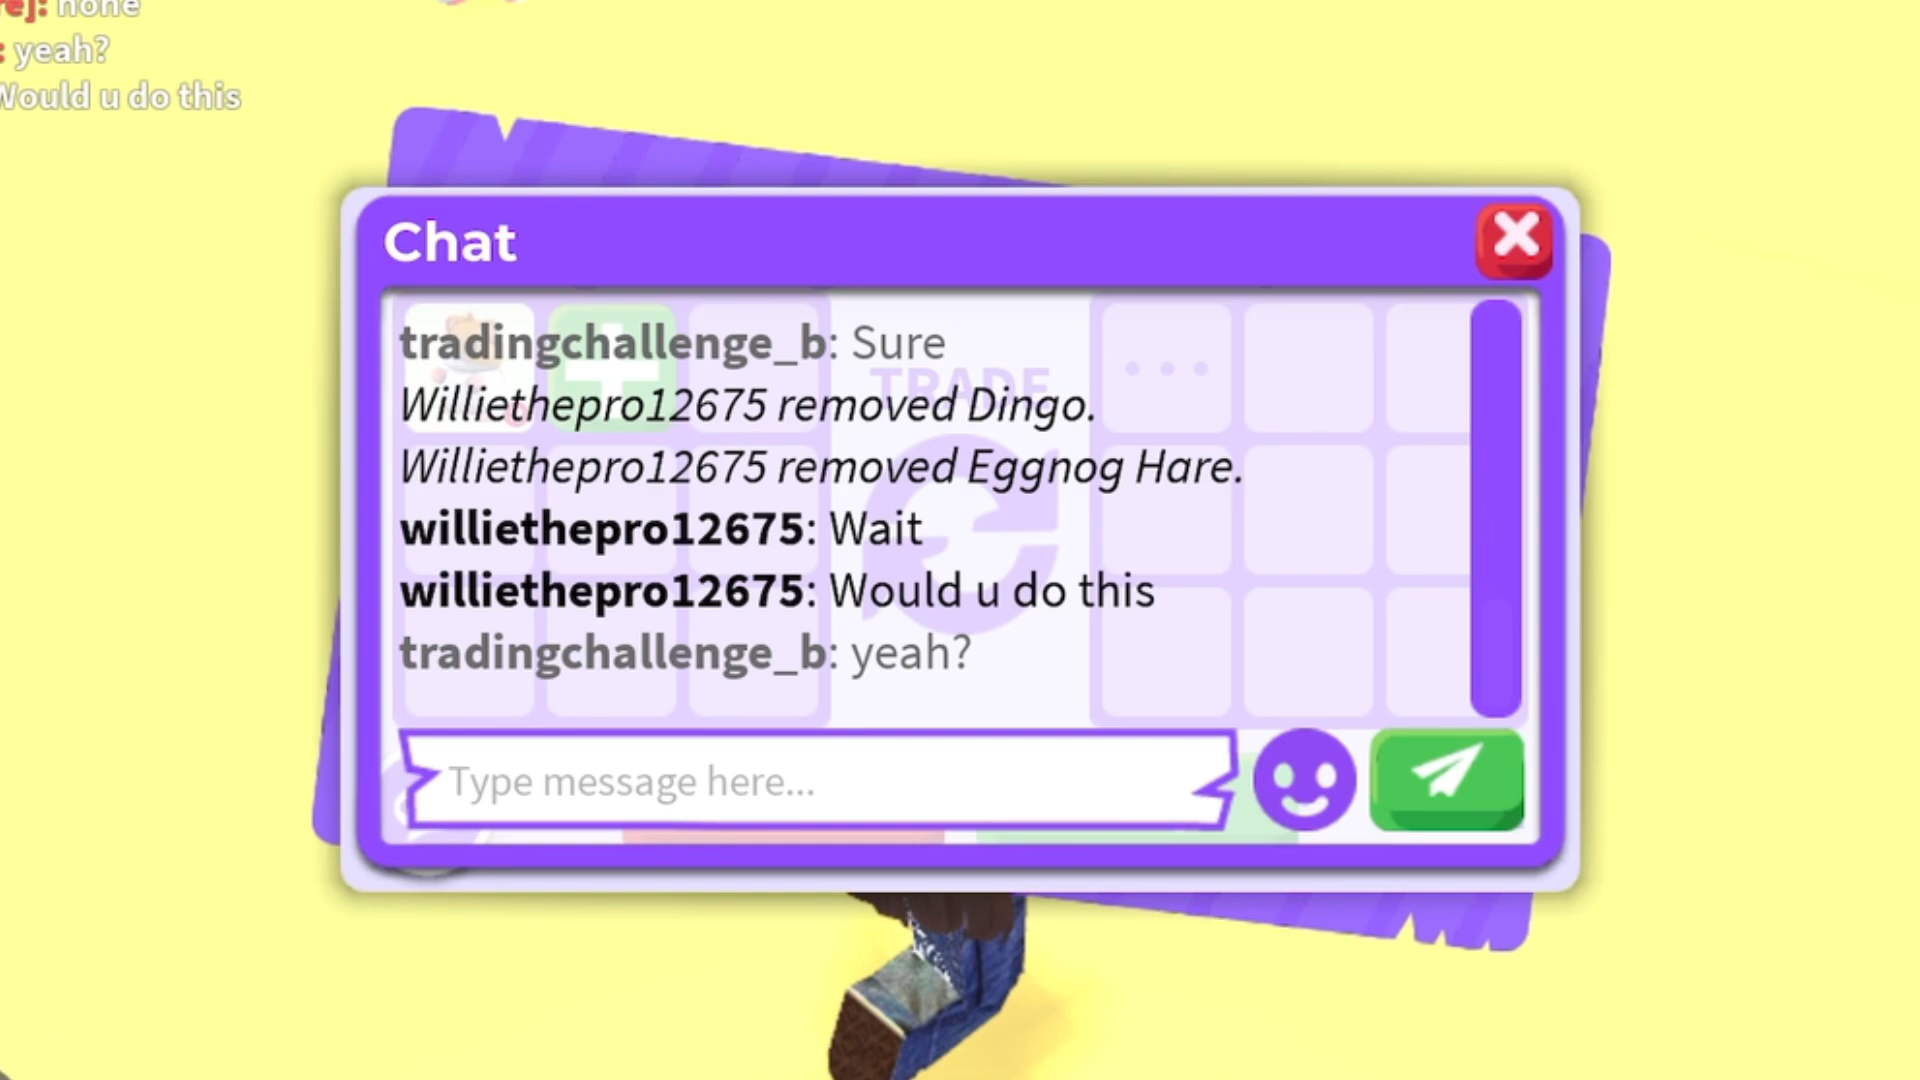 : none
: yeah?
Would u do this
Chat
tradingchallenge_b: Sure
TRADE
Williethepro12675 removed Dingo.
Williethepro12675 removed Eggnog Hare.
williethepro12675: Wait
williethepro12675: Would u do this
tradingchallenge_b: yeah?
Type message here...